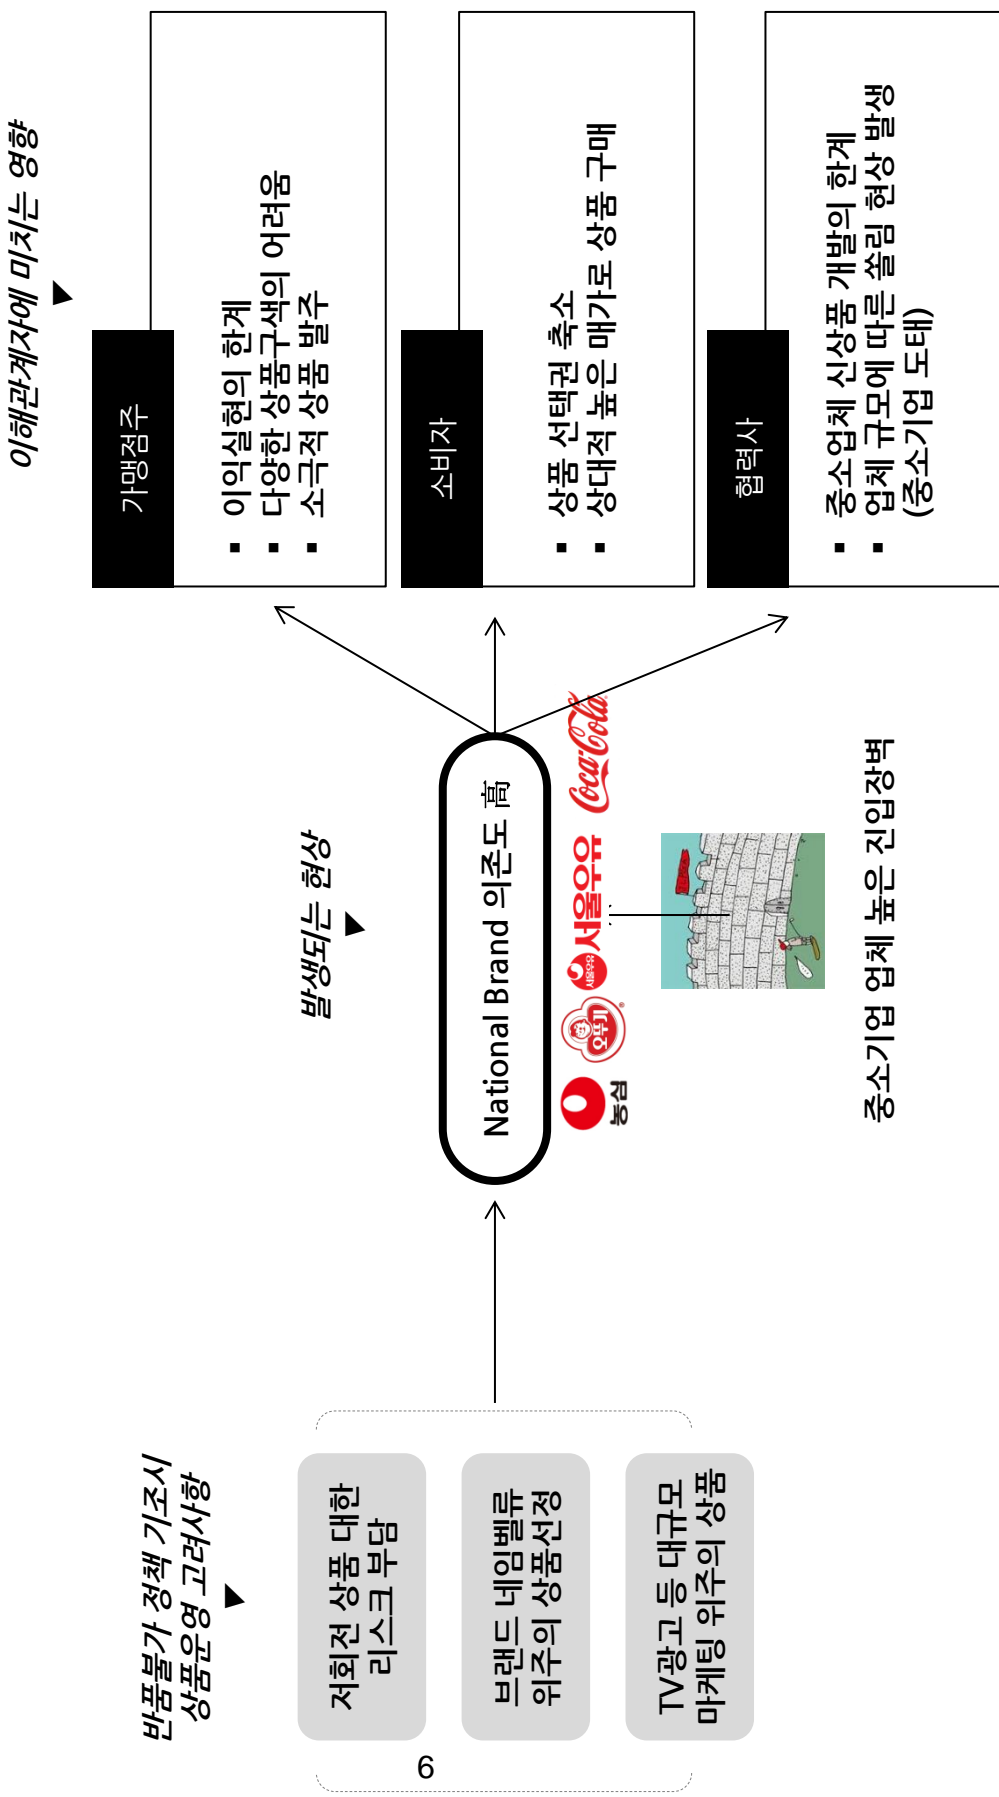 반품불가 정책 기조시
상품운영 고려사항
▼
저회전 상품 대한
리스크 부담
브랜드 네임벨류
위주의 상품선정
TV광고 등 대규모
마케팅 위주의 상품
발생되는 현상
▼
National Brand 의존도 高
농심
오뚜기
서울우유
서울우유
Coca-Cola
중소기업 업체 높은 진입장벽
이해관계자에 미치는 영향
▼
가맹점주
▪ 이익실현의 한계
▪ 다양한 상품구색의 어려움
▪ 소극적 상품 발주
소비자
▪ 상품 선택권 축소
▪ 상대적 높은 매가로 상품 구매
협력사
▪ 중소업체 신상품 개발의 한계
▪ 업체 규모에 따른 쏠림 현상 발생
(중소기업 도태)
6